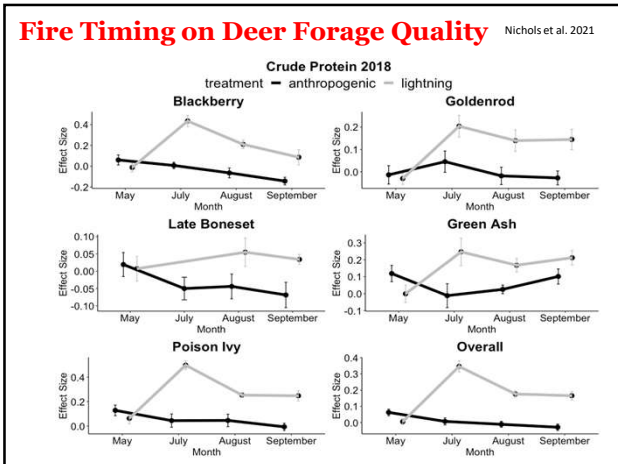 Fire Timing on Deer Forage Quality Nichols et al. 2021
Crude Protein 2018
treatment anthropogenic lightning
Blackberry
Effect Size
0.4
0.2
0.0
-0.2
May July August September
Month
Goldenrod
Effect Size
0.2
0.1
0.0
May July August September
Month
Late Boneset
Effect Size
0.10
0.05
0.00
-0.05
-0.10
May July August September
Month
Green Ash
Effect Size
0.3
0.2
0.1
0.0
-0.1
May July August September
Month
Poison Ivy
Effect Size
0.4
0.2
0.0
May July August September
Month
Overall
Effect Size
0.4
0.3
0.2
0.1
0.0
May July August September
Month